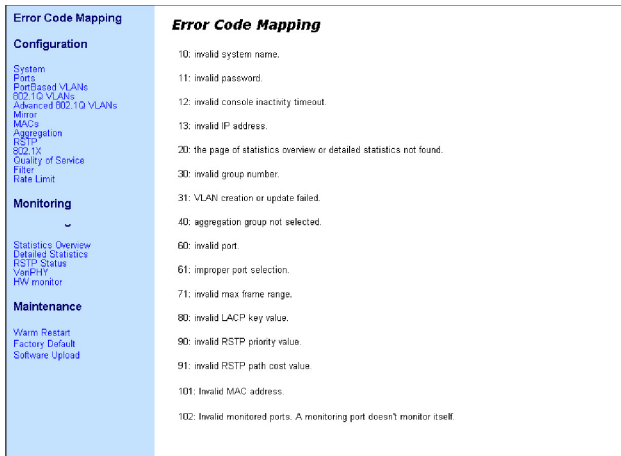 Error Code Mapping
Configuration
System
Ports
PortBased VLANs
802.1Q VLANs
Advanced 802.1Q VLANs
Mirror
MACs
Aggregation
RSTP
802.1X
Quality of Service
Filter
Rate Limit
Monitoring
Statistics Overview
Detailed Statistics
RSTP Status
VeriPHY
HW monitor
Maintenance
Warm Restart
Factory Default
Software Upload
Error Code Mapping
10: invalid system name.
11: invalid password.
12: invalid console inactivity timeout.
13: invalid IP address.
20: the page of statistics overview or detailed statistics not found.
30: invalid group number.
31: VLAN creation or update failed.
40: aggregation group not selected.
60: invalid port.
61: improper port selection.
71: invalid max frame range.
80: invalid LACP key value.
90: invalid RSTP priority value.
91: invalid RSTP path cost value.
101: Invalid MAC address.
102: Invalid monitored ports. A monitoring port doesn't monitor itself.